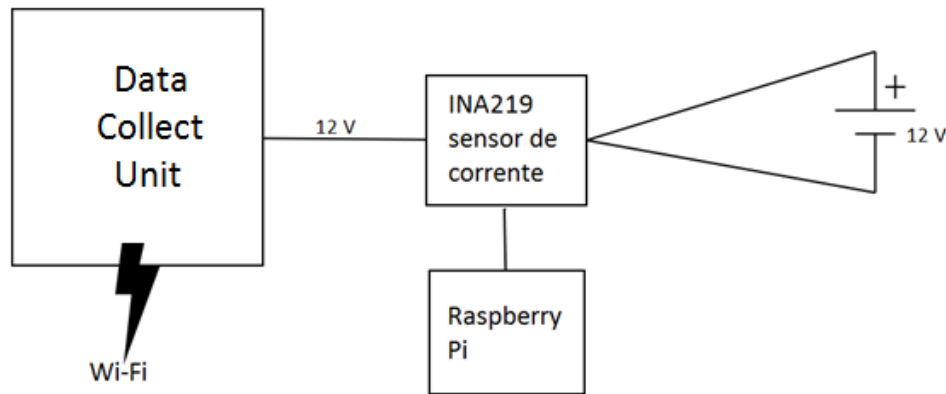 Data
Collect
Unit
12 V
INA219
sensor de
corrente
+
12 V
Raspberry
Pi
Wi-Fi